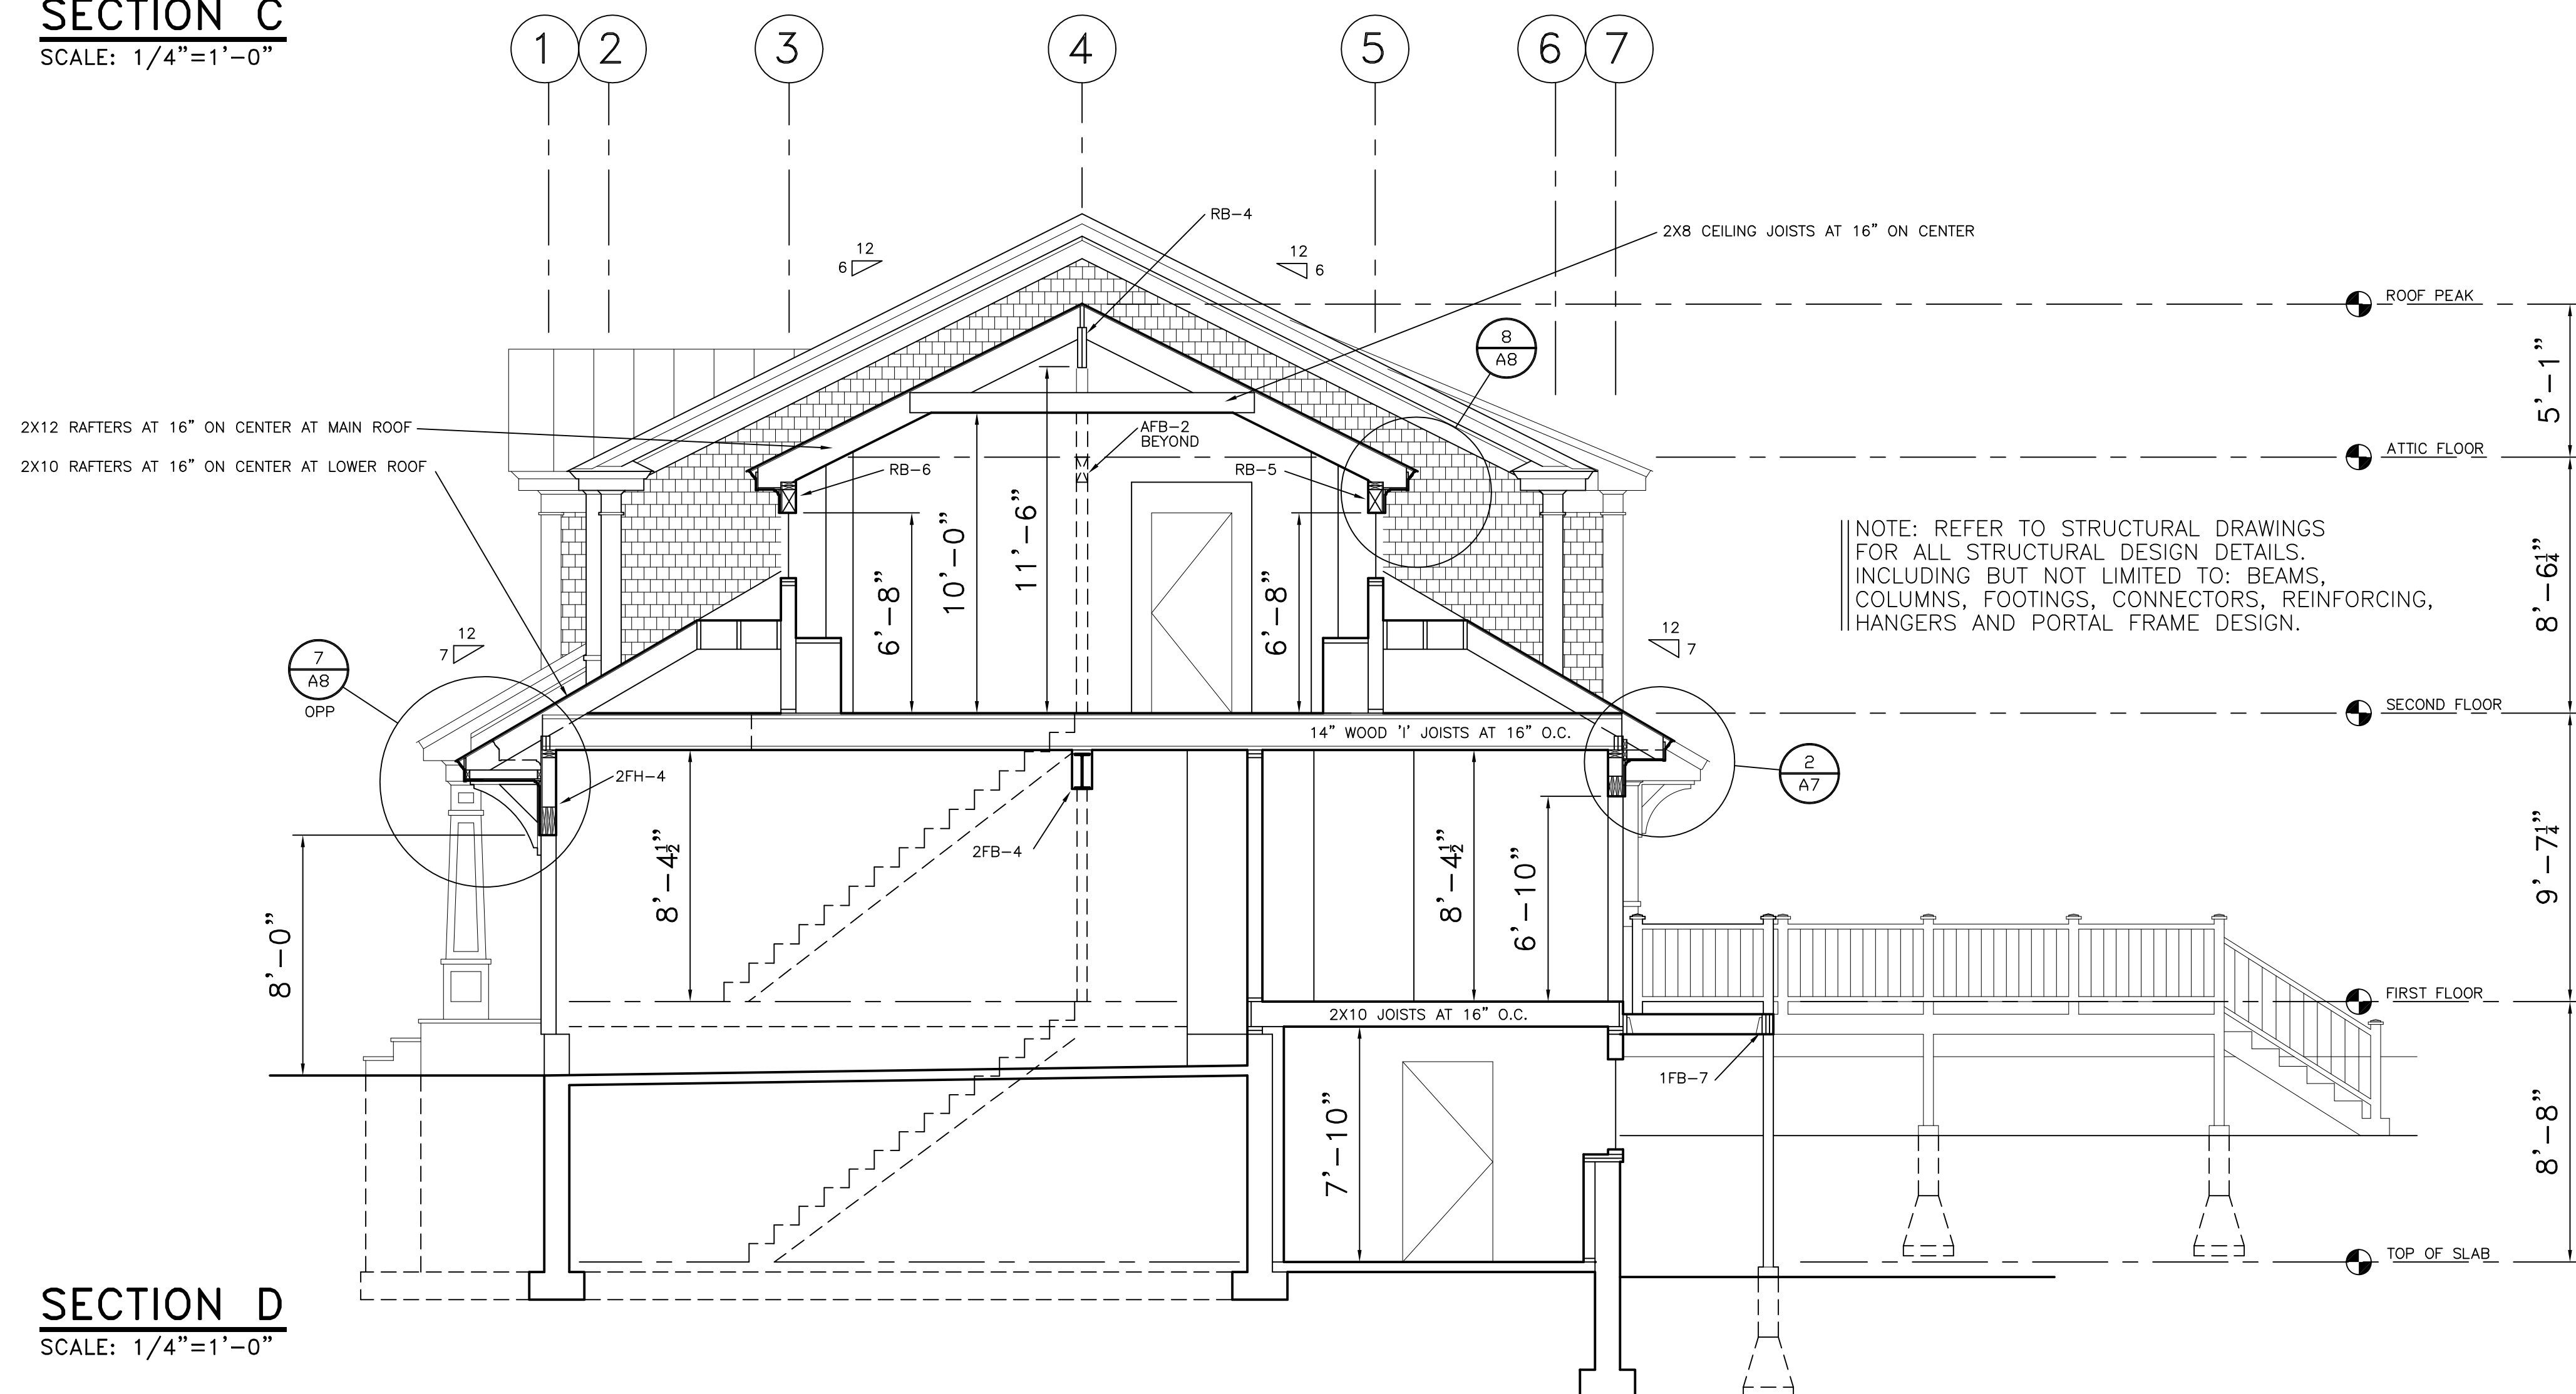 SECTION C
SCALE: 1/4"=1'-0"
1
2
3
4
5
6
7
RB-4
2X8 CEILING JOISTS AT 16" ON CENTER
12
6
12
6
ROOF PEAK
8
A8
5'-1"
2X12 RAFTERS AT 16" ON CENTER AT MAIN ROOF
AFB-2
BEYOND
ATTIC FLOOR
2X10 RAFTERS AT 16" ON CENTER AT LOWER ROOF
RB-6
RB-5
6'-8"
10'-0"
11'-6"
6'-8"
NOTE: REFER TO STRUCTURAL DRAWINGS
FOR ALL STRUCTURAL DESIGN DETAILS.
INCLUDING BUT NOT LIMITED TO: BEAMS,
COLUMNS, FOOTINGS, CONNECTORS, REINFORCING,
HANGERS AND PORTAL FRAME DESIGN.
8'-6¼"
12
7
12
7
7
A8
OPP
SECOND FLOOR
14" WOOD 'I' JOISTS AT 16" O.C.
2FH-4
2
A7
2FB-4
8'-4½"
8'-4½"
6'-10"
9'-7¼"
8'-0"
FIRST FLOOR
2X10 JOISTS AT 16" O.C.
1FB-7
7'-10"
8'-8"
TOP OF SLAB
SECTION D
SCALE: 1/4"=1'-0"